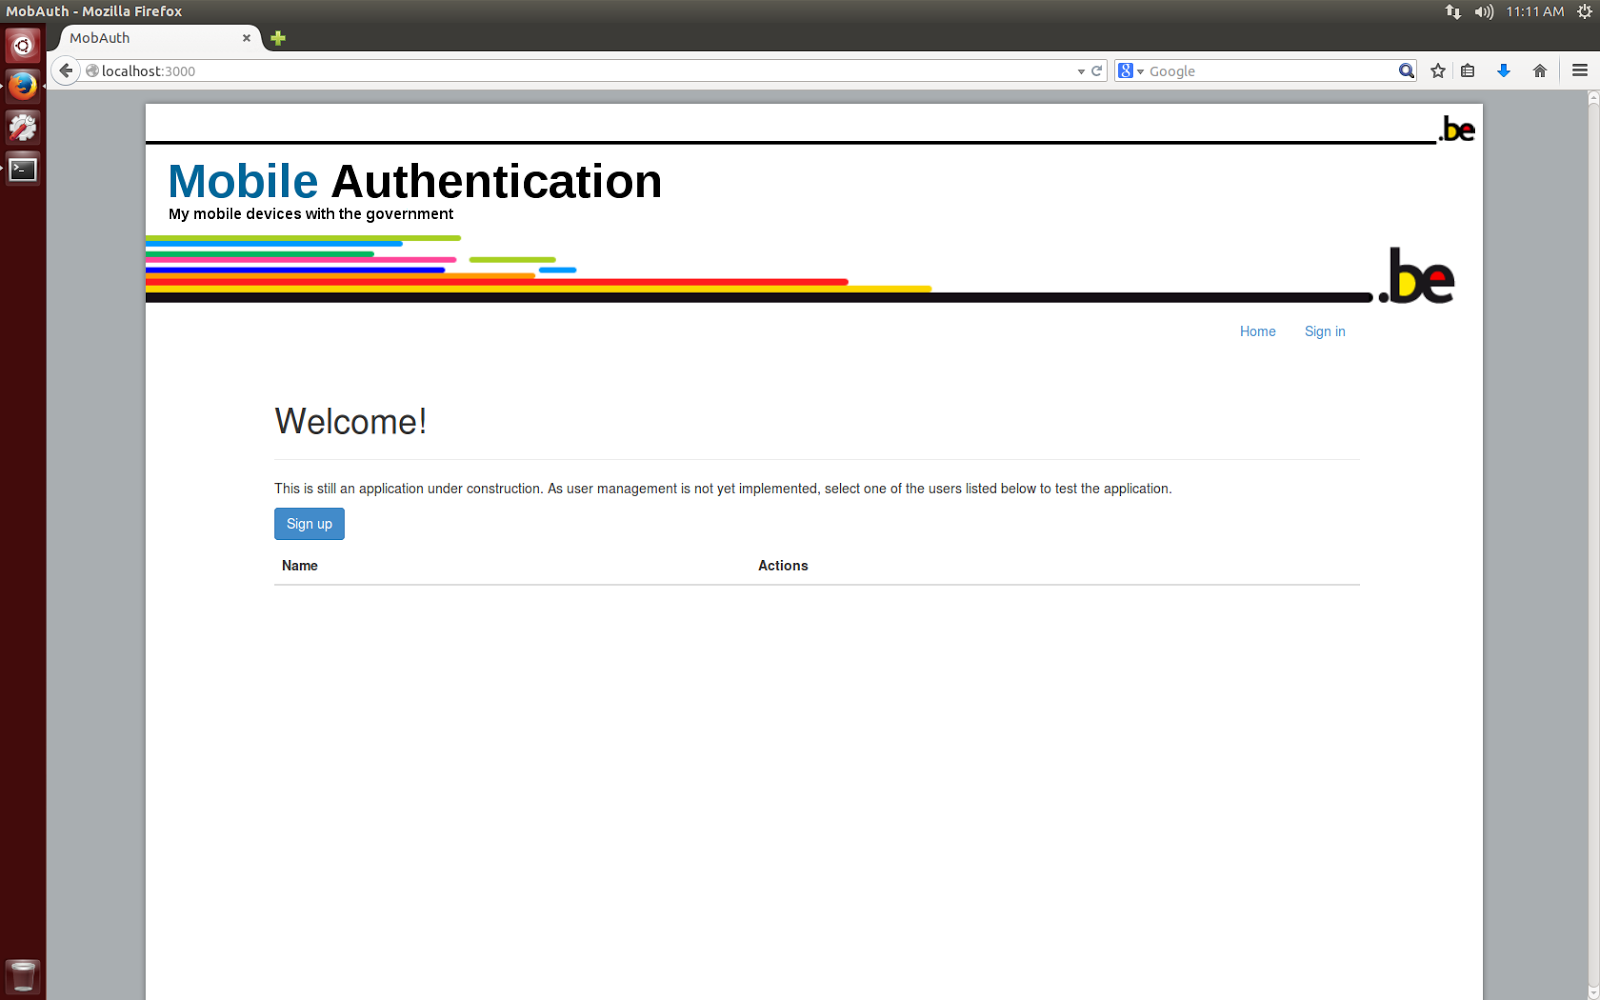 MobAuth - Mozilla Firefox
11:11 AM
MobAuth
localhost:3000
8
Google
.be
Mobile Authentication
My mobile devices with the government
.be
Home
Sign in
Welcome!
This is still an application under construction. As user management is not yet implemented, select one of the users listed below to test the application.
Sign up
Name
Actions